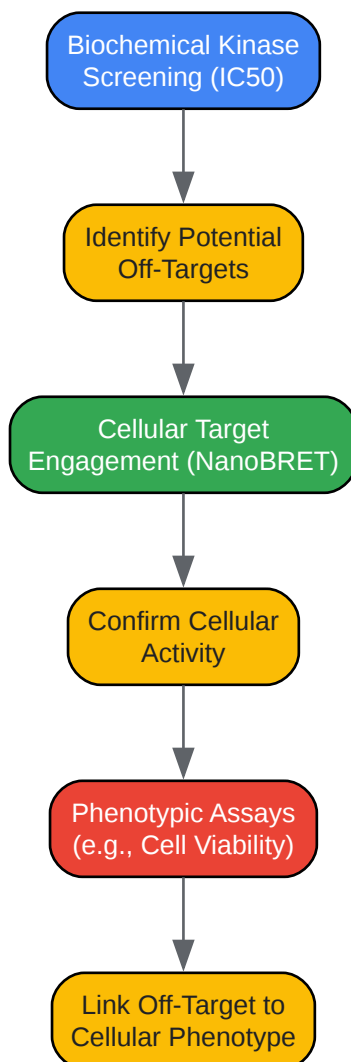 Biochemical Kinase
Screening (IC50)
Identify Potential
Off-Targets
Cellular Target
Engagement (NanoBRET)
Confirm Cellular
Activity
Phenotypic Assays
(e.g., Cell Viability)
Link Off-Target to
Cellular Phenotype